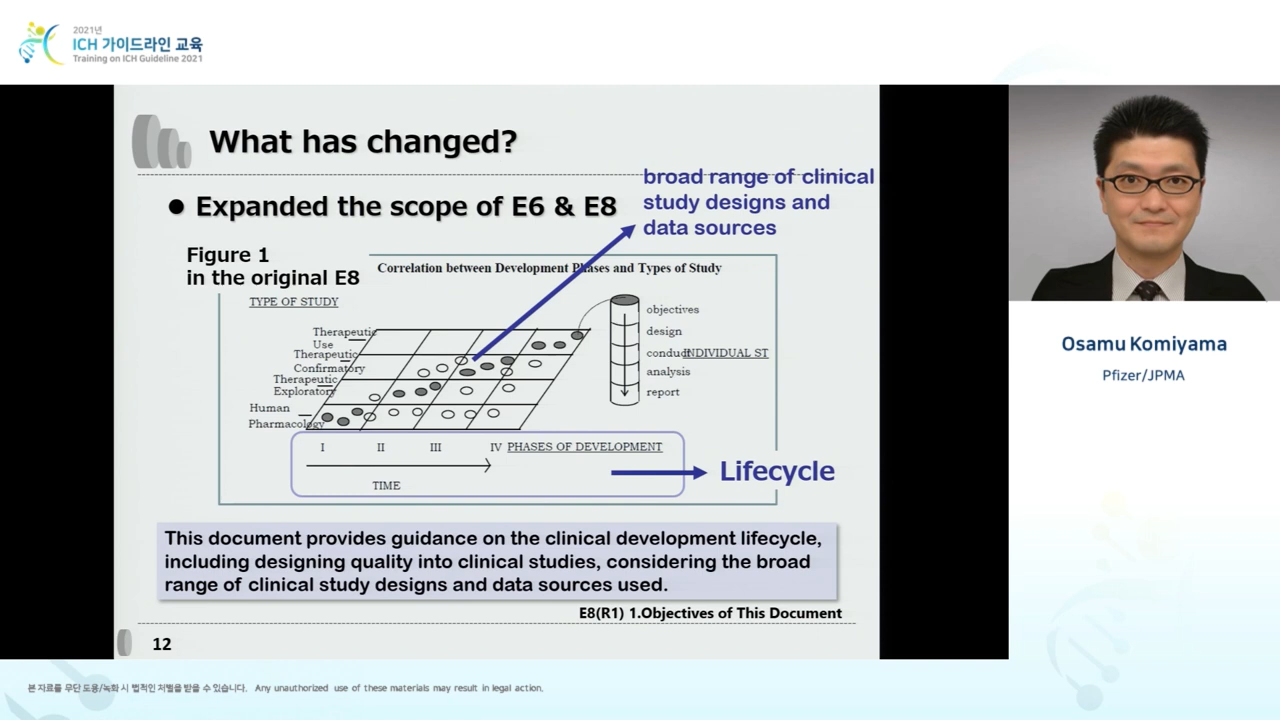 2021년
ICH 가이드라인 교육
Training on ICH Guideline 2021
What has changed?
broad range of clinical
study designs and
data sources
● Expanded the scope of E6 & E8
Figure 1
in the original E8
Correlation between Development Phases and Types of Study
TYPE OF STUDY
Therapeutic
Use
Therapeutic
Confirmatory
Therapeutic
Exploratory
Human
Pharmacology
objectives
design
conduct
INDIVIDUAL ST
analysis
report
I II III IV PHASES OF DEVELOPMENT
TIME
Lifecycle
This document provides guidance on the clinical development lifecycle,
including designing quality into clinical studies, considering the broad
range of clinical study designs and data sources used.
E8(R1) 1.Objectives of This Document
12
Osamu Komiyama
Pfizer/JPMA
본 자료를 무단 도용/녹화 시 법적인 처벌을 받을 수 있습니다. Any unauthorized use of these materials may result in legal action.